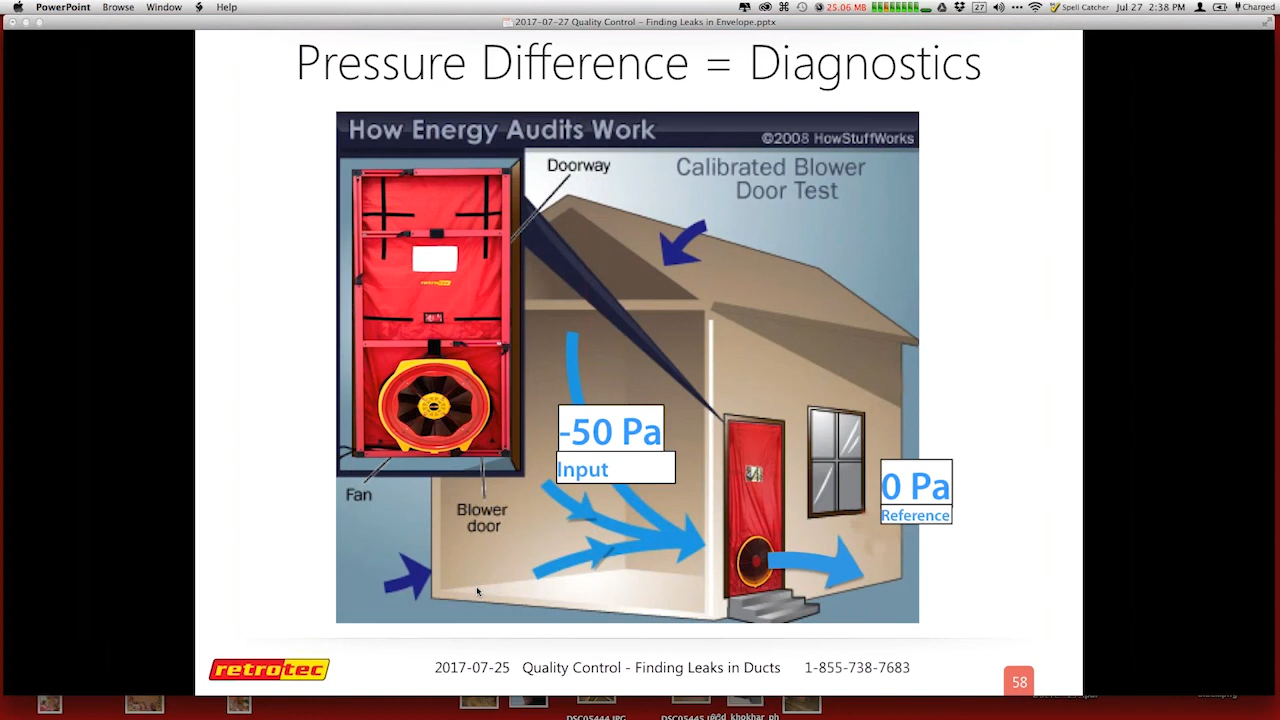 PowerPoint Browse Window Help 25.06 MB 27 Spell Catcher Jul 27 2:38 PM Charged
2017-07-27 Quality Control - Finding Leaks in Envelope.pptx
Pressure Difference = Diagnostics
How Energy Audits Work
©2008 HowStuffWorks
Doorway
Calibrated Blower
Door Test
retrotec
-50 Pa
Input
0 Pa
Reference
Fan
Blower
door
retrotec
2017-07-25 Quality Control - Finding Leaks in Ducts 1-855-738-7683
58